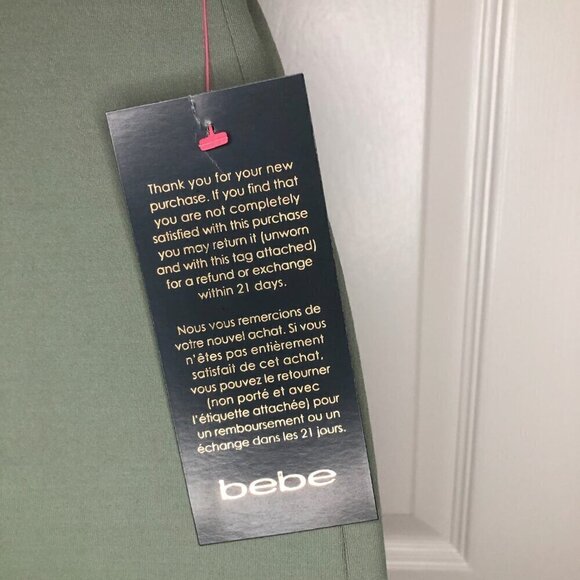 Thank you for your new
purchase. If you find that
you are not completely
satisfied with this purchase
you may return it (unworn
and with this tag attached)
for a refund or exchange
within 21 days.
Nous vous remercions de
votre nouvel achat. Si vous
n'êtes pas entièrement
satisfait de cet achat,
vous pouvez le retourner
(non porté et avec
l'étiquette attachée) pour
un remboursement ou un
échange dans les 21 jours.
bebe